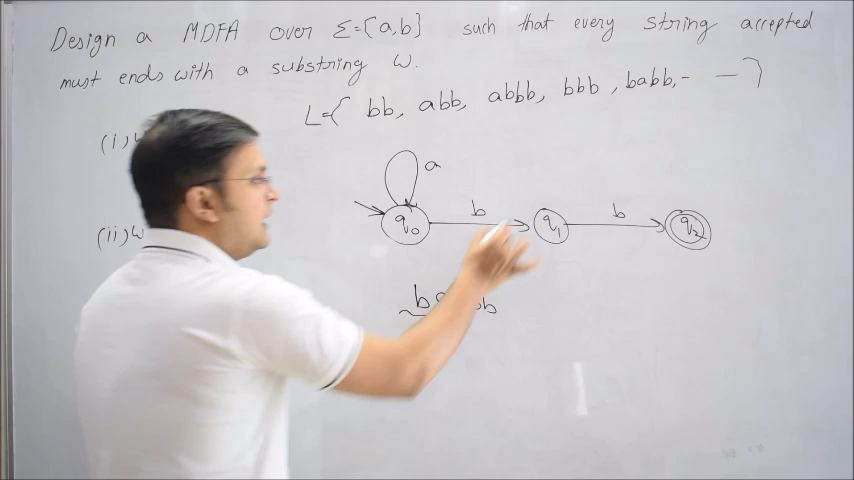 Design a MDFA over Σ={a,b} such that every string accepted
must ends with a substring w.
L={ bb, abb, abbb, bbb, babb, - — }
(i) w
a
q0 b q1 b q2
(ii) w
b